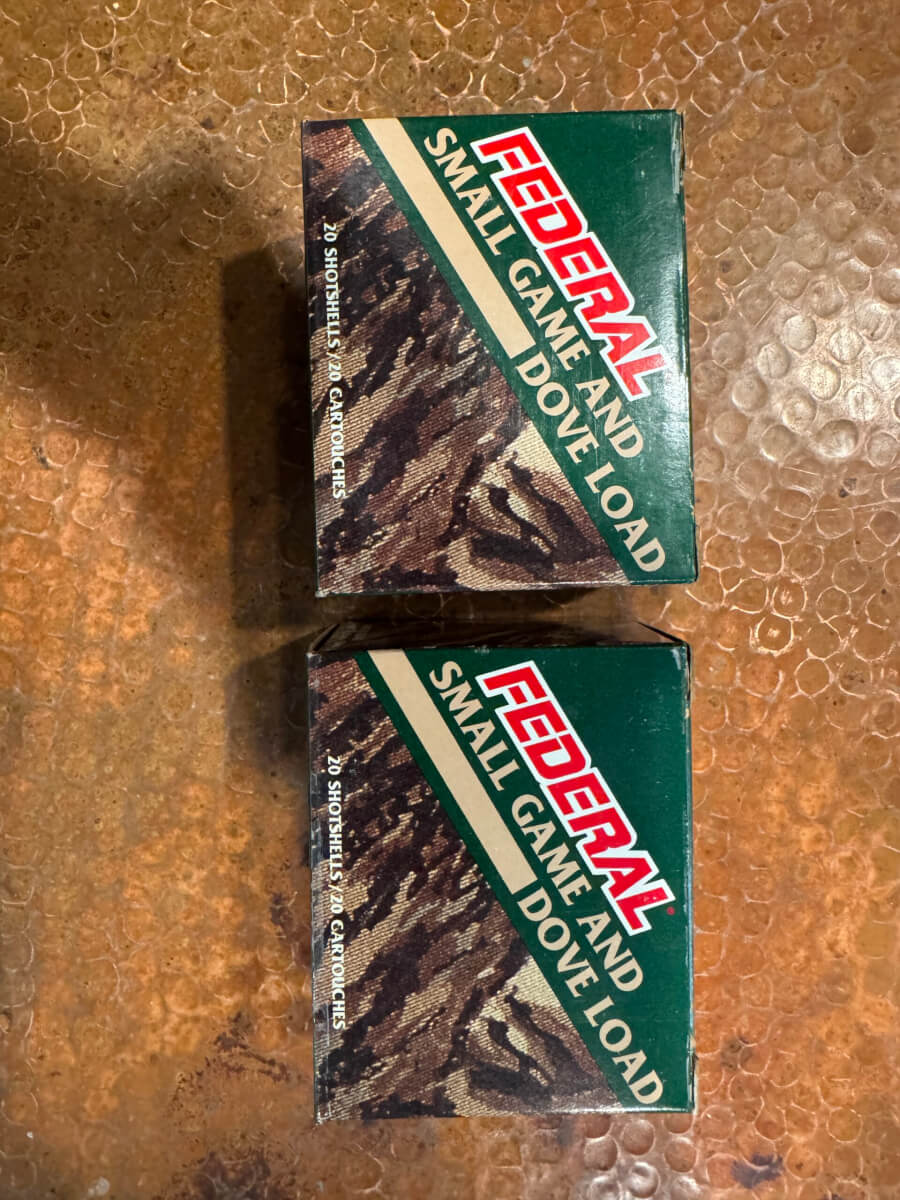 FEDERAL
SMALL GAME AND
DOVE LOAD
20 SHOTSHELLS / 20 CARTOUCHES
FEDERAL®
SMALL GAME AND
DOVE LOAD
20 SHOTSHELLS / 20 CARTOUCHES